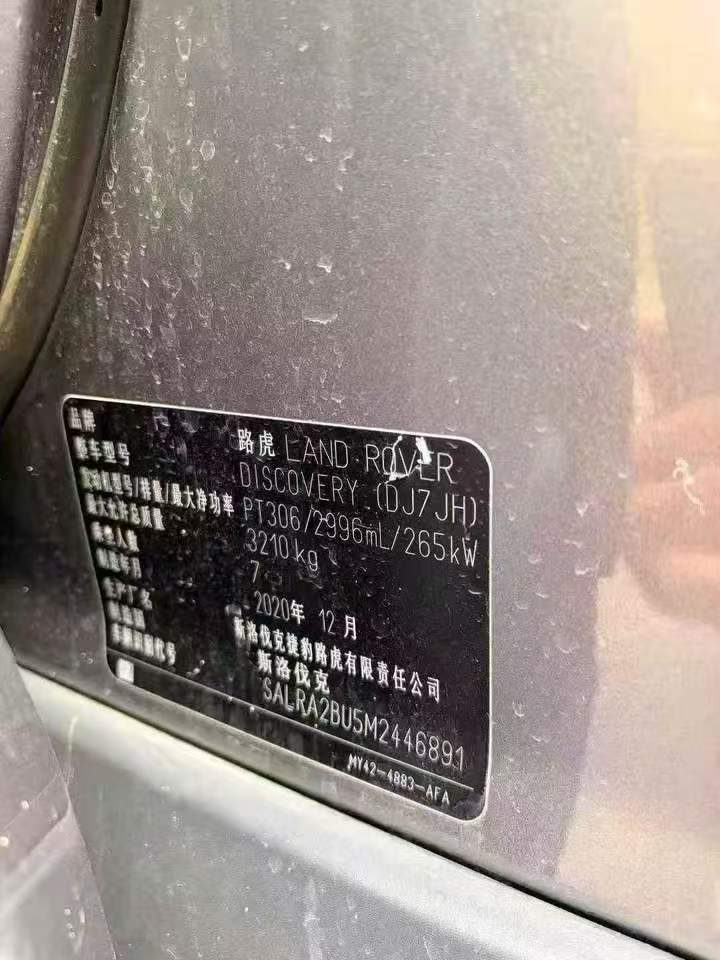 品牌 路虎 LAND ROVER
整车型号 DISCOVERY (DJ7JH)
发动机型号/排量/最大净功率 PT306/2996mL/265kW
最大允许总质量 3210kg
乘坐人数 7
制造年月 2020年 12月
生产厂名 斯洛伐克捷豹路虎有限责任公司
制造国 斯洛伐克
车辆识别代号 SALRA2BU5M2446891
MY42-4883-AFA